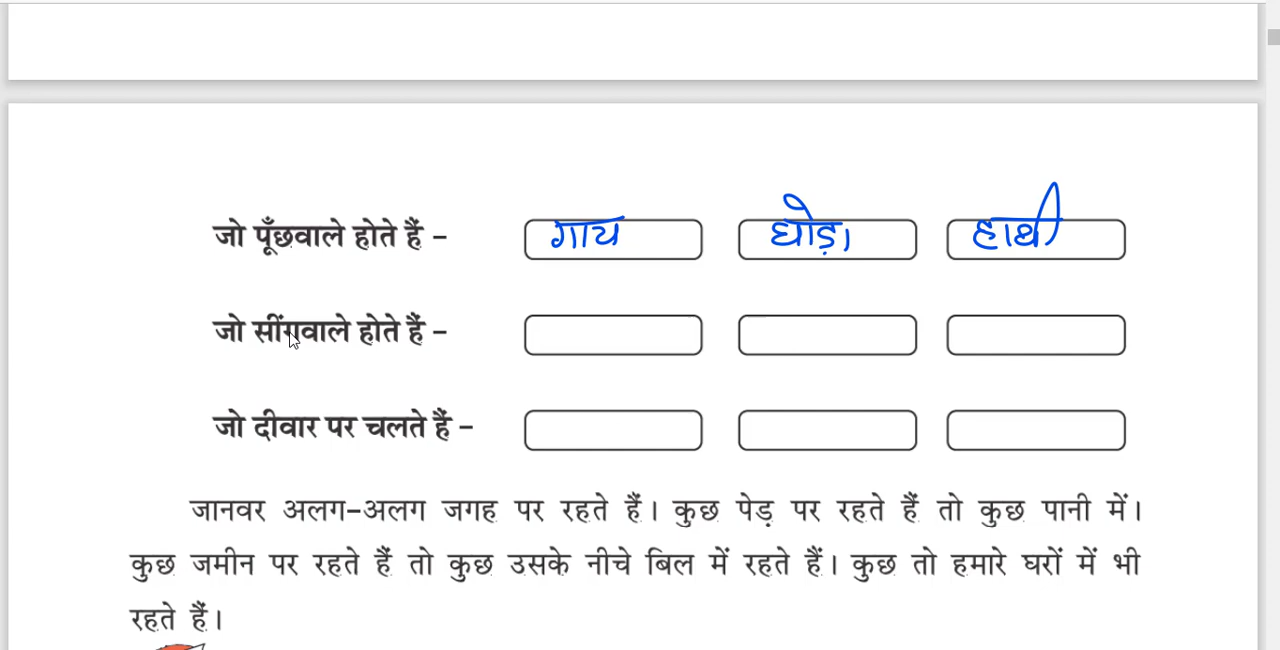 जो पूँछवाले होते हैं – गाय घोड़ा हाथी
जो सींगवाले होते हैं –
जो दीवार पर चलते हैं –
जानवर अलग-अलग जगह पर रहते हैं। कुछ पेड़ पर रहते हैं तो कुछ पानी में।
कुछ जमीन पर रहते हैं तो कुछ उसके नीचे बिल में रहते हैं। कुछ तो हमारे घरों में भी
रहते हैं।